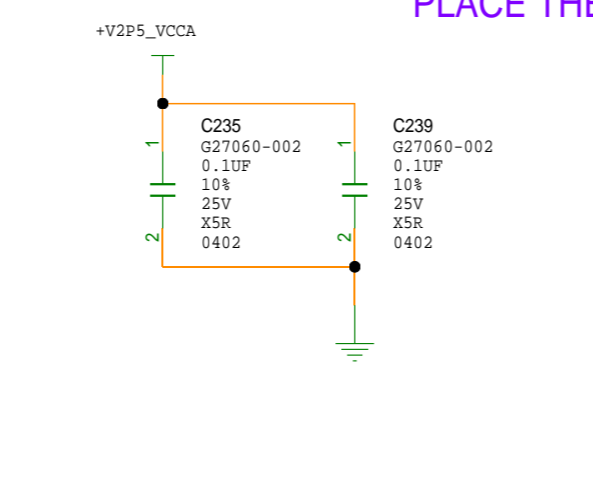 PLACE THE
+V2P5_VCCA
C235
G27060-002
0.1UF
10%
25V
X5R
0402
1
2
C239
G27060-002
0.1UF
10%
25V
X5R
0402
1
2